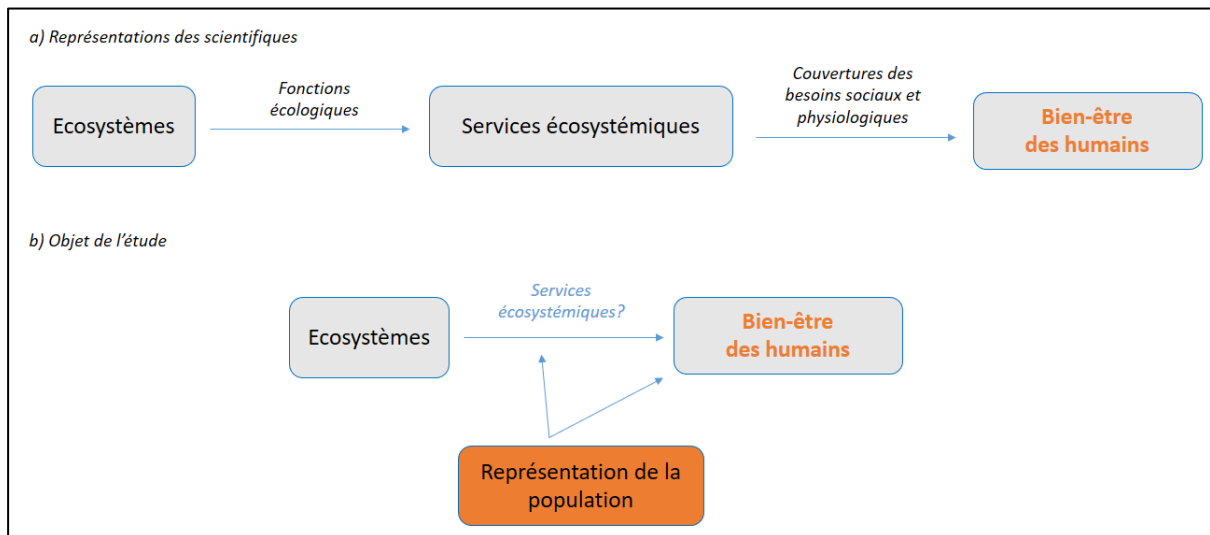 a) Représentations des scientifiques
Ecosystèmes
Fonctions
écologiques
Services écosystémiques
Couvertures des
besoins sociaux et
physiologiques
Bien-être
des humains
b) Objet de l'étude
Ecosystèmes
Services
écosystémiques?
Bien-être
des humains
Représentation de la
population